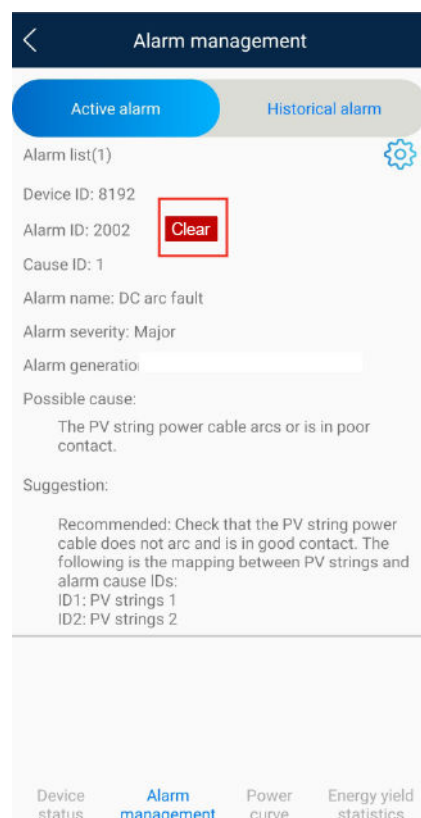 Alarm management
Active alarm
Historical alarm
Alarm list(1)
Device ID: 8192
Alarm ID: 2002
Clear
Cause ID: 1
Alarm name: DC arc fault
Alarm severity: Major
Alarm generatio
Possible cause:
The PV string power cable arcs or is in poor
contact.
Suggestion:
Recommended: Check that the PV string power
cable does not arc and is in good contact. The
following is the mapping between PV strings and
alarm cause IDs:
ID1: PV strings 1
ID2: PV strings 2
Device
status
Alarm
management
Power
curve
Energy yield
statistics